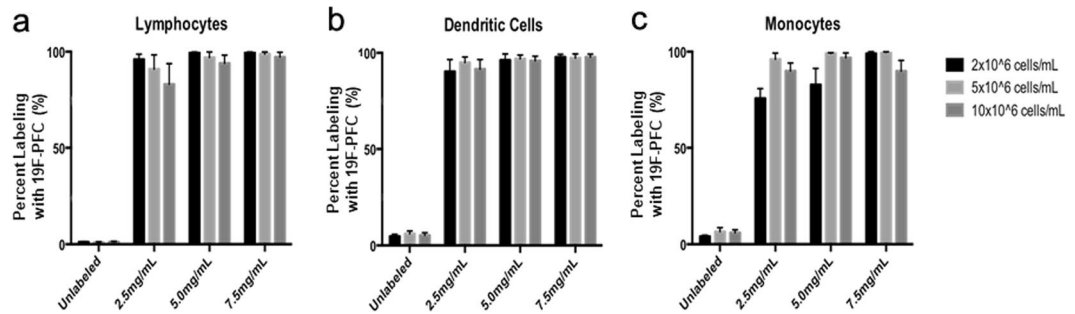 a
Lymphocytes
Percent Labeling
with 19F-PFC (%)
100
50
0
Unlabeled
2.5mg/mL
5.0mg/mL
7.5mg/mL
b
Dendritic Cells
Percent Labeling
with 19F-PFC (%)
100
50
0
Unlabeled
2.5mg/mL
5.0mg/mL
7.5mg/mL
c
Monocytes
Percent Labeling
with 19F-PFC (%)
100
50
0
Unlabeled
2.5mg/mL
5.0mg/mL
7.5mg/mL
2x10^6 cells/mL
5x10^6 cells/mL
10x10^6 cells/mL